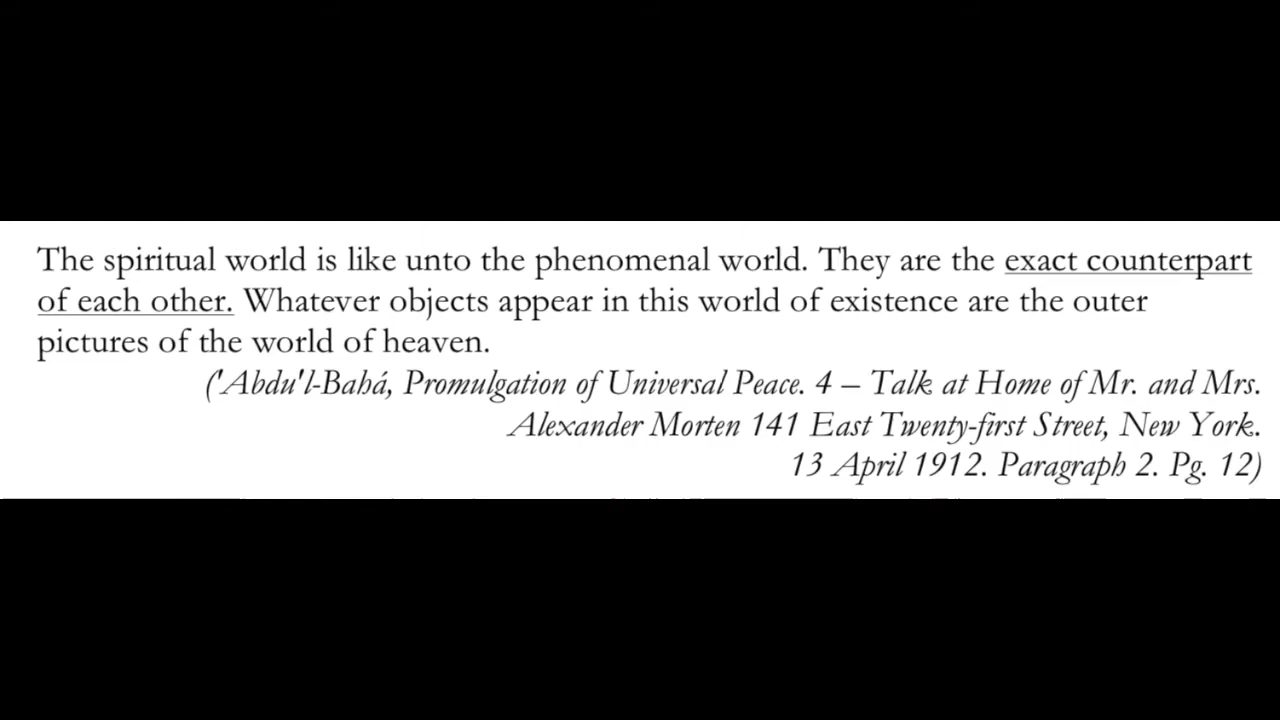 The spiritual world is like unto the phenomenal world. They are the exact counterpart
of each other. Whatever objects appear in this world of existence are the outer
pictures of the world of heaven.
('Abdu'l-Bahá, Promulgation of Universal Peace. 4 – Talk at Home of Mr. and Mrs.
Alexander Morten 141 East Twenty-first Street, New York.
13 April 1912. Paragraph 2. Pg. 12)